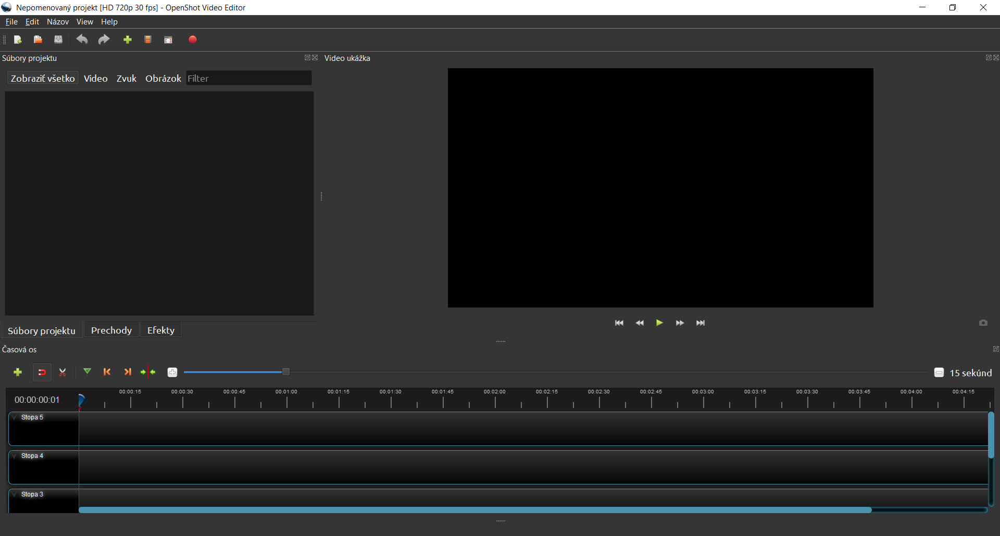 Nepomenovaný projekt [HD 720p 30 fps] - OpenShot Video Editor
File Edit Názov View Help
Súbory projektu
Video ukážka
Zobraziť všetko Video Zvuk Obrázok Filter
Súbory projektu Prechody Efekty
Časová os
15 sekúnd
00:00:00:01
00:00:15 00:00:30 00:00:45 00:01:00 00:01:15 00:01:30 00:01:45 00:02:00 00:02:15 00:02:30 00:02:45 00:03:00 00:03:15 00:03:30 00:03:45 00:04:00 00:04:15
Stopa 5
Stopa 4
Stopa 3